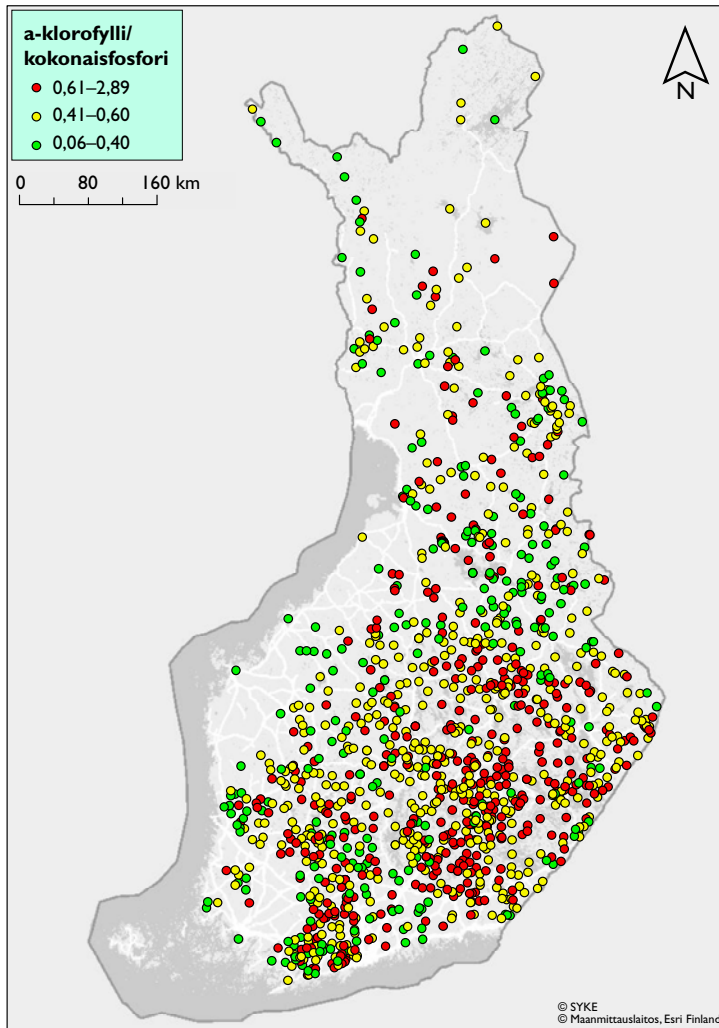 a-klorofylli/
kokonaisfosfori
0,61–2,89
0,41–0,60
0,06–0,40
0 80 160 km
N
© SYKE
© Maanmittauslaitos, Esri Finland